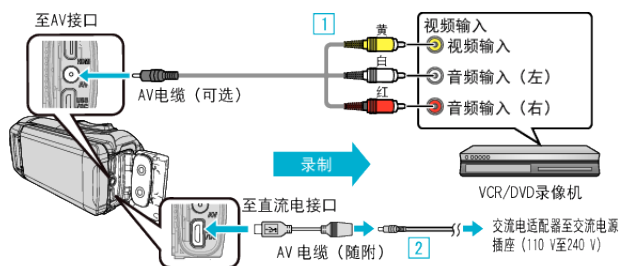 至AV接口
1
黄
视频输入
视频输入
白
音频输入（左）
AV电缆（可选）
红
音频输入（右）
HDMI
AV
录制
VCR/DVD录像机
至直流电接口
AV
AV 电缆（随附）
2
交流电适配器至交流电源
插座（110 V至240 V）